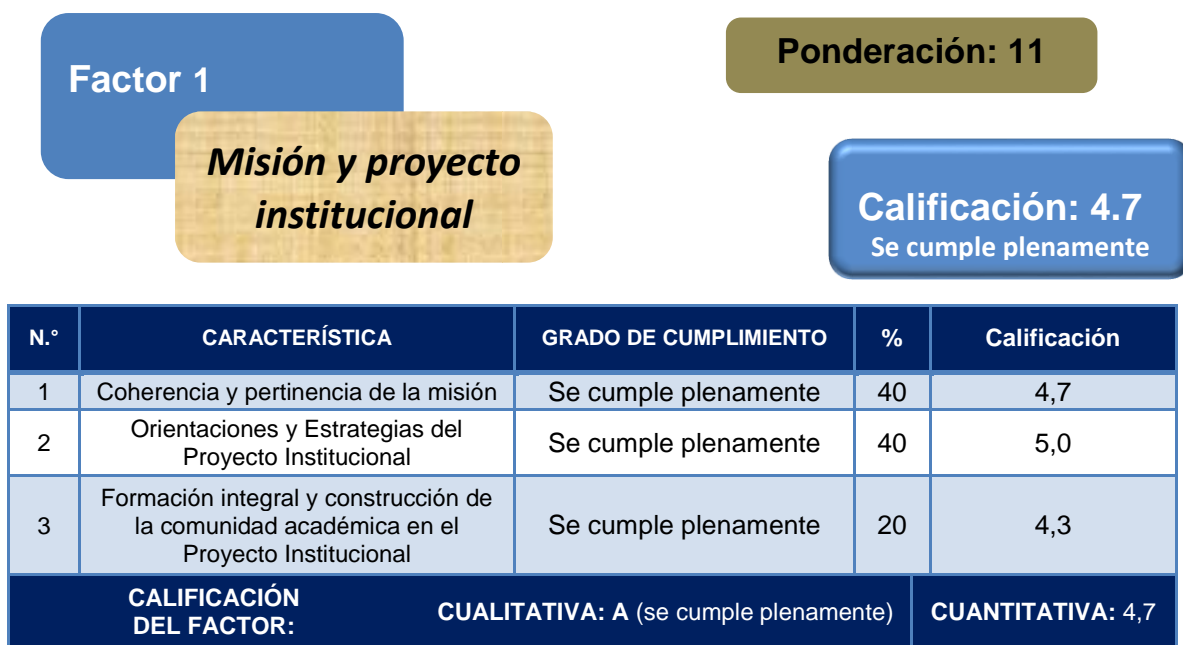 Factor 1
Ponderación: 11
Misión y proyecto
institucional
Calificación: 4.7
Se cumple plenamente
N.° CARACTERÍSTICA GRADO DE CUMPLIMIENTO % Calificación
1 Coherencia y pertinencia de la misión Se cumple plenamente 40 4,7
2 Orientaciones y Estrategias del
Proyecto Institucional Se cumple plenamente 40 5,0
3 Formación integral y construcción de
la comunidad académica en el
Proyecto Institucional Se cumple plenamente 20 4,3
CALIFICACIÓN
DEL FACTOR: CUALITATIVA: A (se cumple plenamente) CUANTITATIVA: 4,7